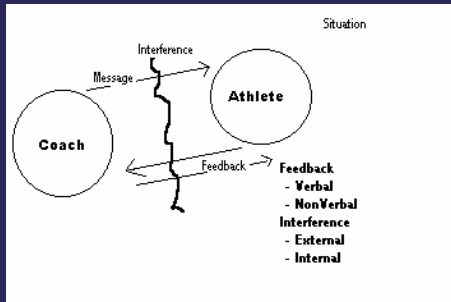 Situation
Interference
Message
Athlete
Coach
Feedback
Feedback
- Verbal
- NonVerbal
Interference
- External
- Internal